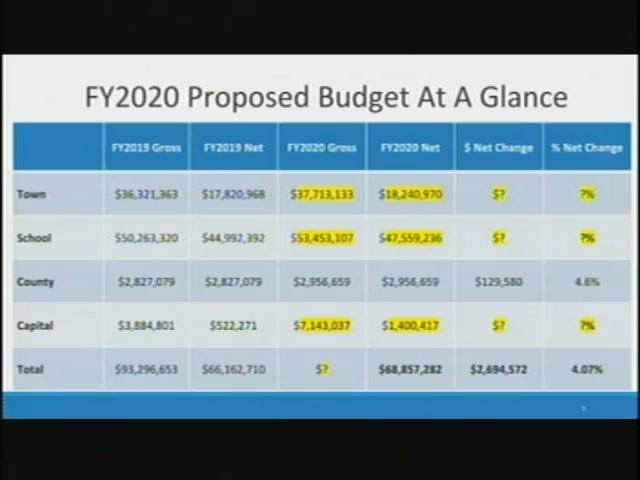 FY2020 Proposed Budget At A Glance
FY2019 Gross FY2019 Net FY2020 Gross FY2020 Net $ Net Change % Net Change
Town $36,321,363 $17,820,968 $37,713,133 $18,240,970 $? ?%
School $50,263,320 $44,992,392 $53,453,107 $47,559,236 $? ?%
County $2,827,079 $2,827,079 $2,956,659 $2,956,659 $129,580 4.6%
Capital $3,884,801 $522,271 $7,143,037 $1,400,417 $? ?%
Total $93,296,653 $66,162,710 $? $68,857,282 $2,694,572 4.07%